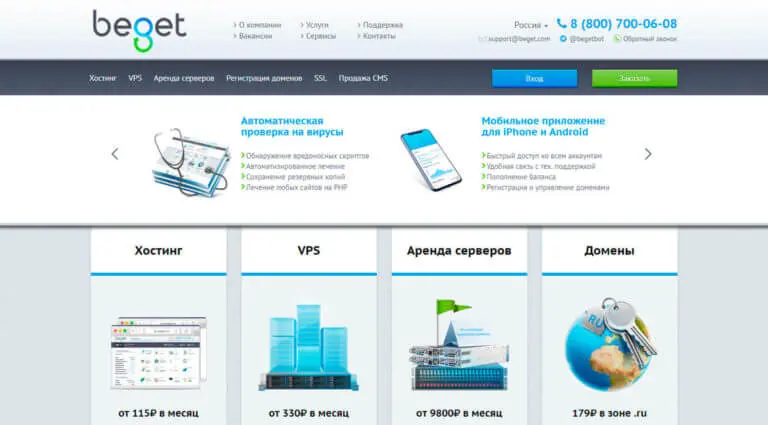 beget
О компании
Вакансии
Услуги
Сервисы
Поддержка
Контакты
Россия
8 (800) 700-06-08
support@beget.com
@begetbot
Обратный звонок
Хостинг VPS Аренда серверов Регистрация доменов SSL Продажа CMS
Вход
Заказать
Автоматическая
проверка на вирусы
Обнаружение вредоносных скриптов
Автоматизированное лечение
Сохранение резервных копий
Лечение любых сайтов на PHP
Мобильное приложение
для iPhone и Android
Быстрый доступ ко всем аккаунтам
Удобная связь с тех. поддержкой
Пополнение баланса
Регистрация и управление доменами
Хостинг
VPS
Аренда серверов
Домены
beget
RU
от 115₽ в месяц
от 330₽ в месяц
от 9800₽ в месяц
179₽ в зоне .ru